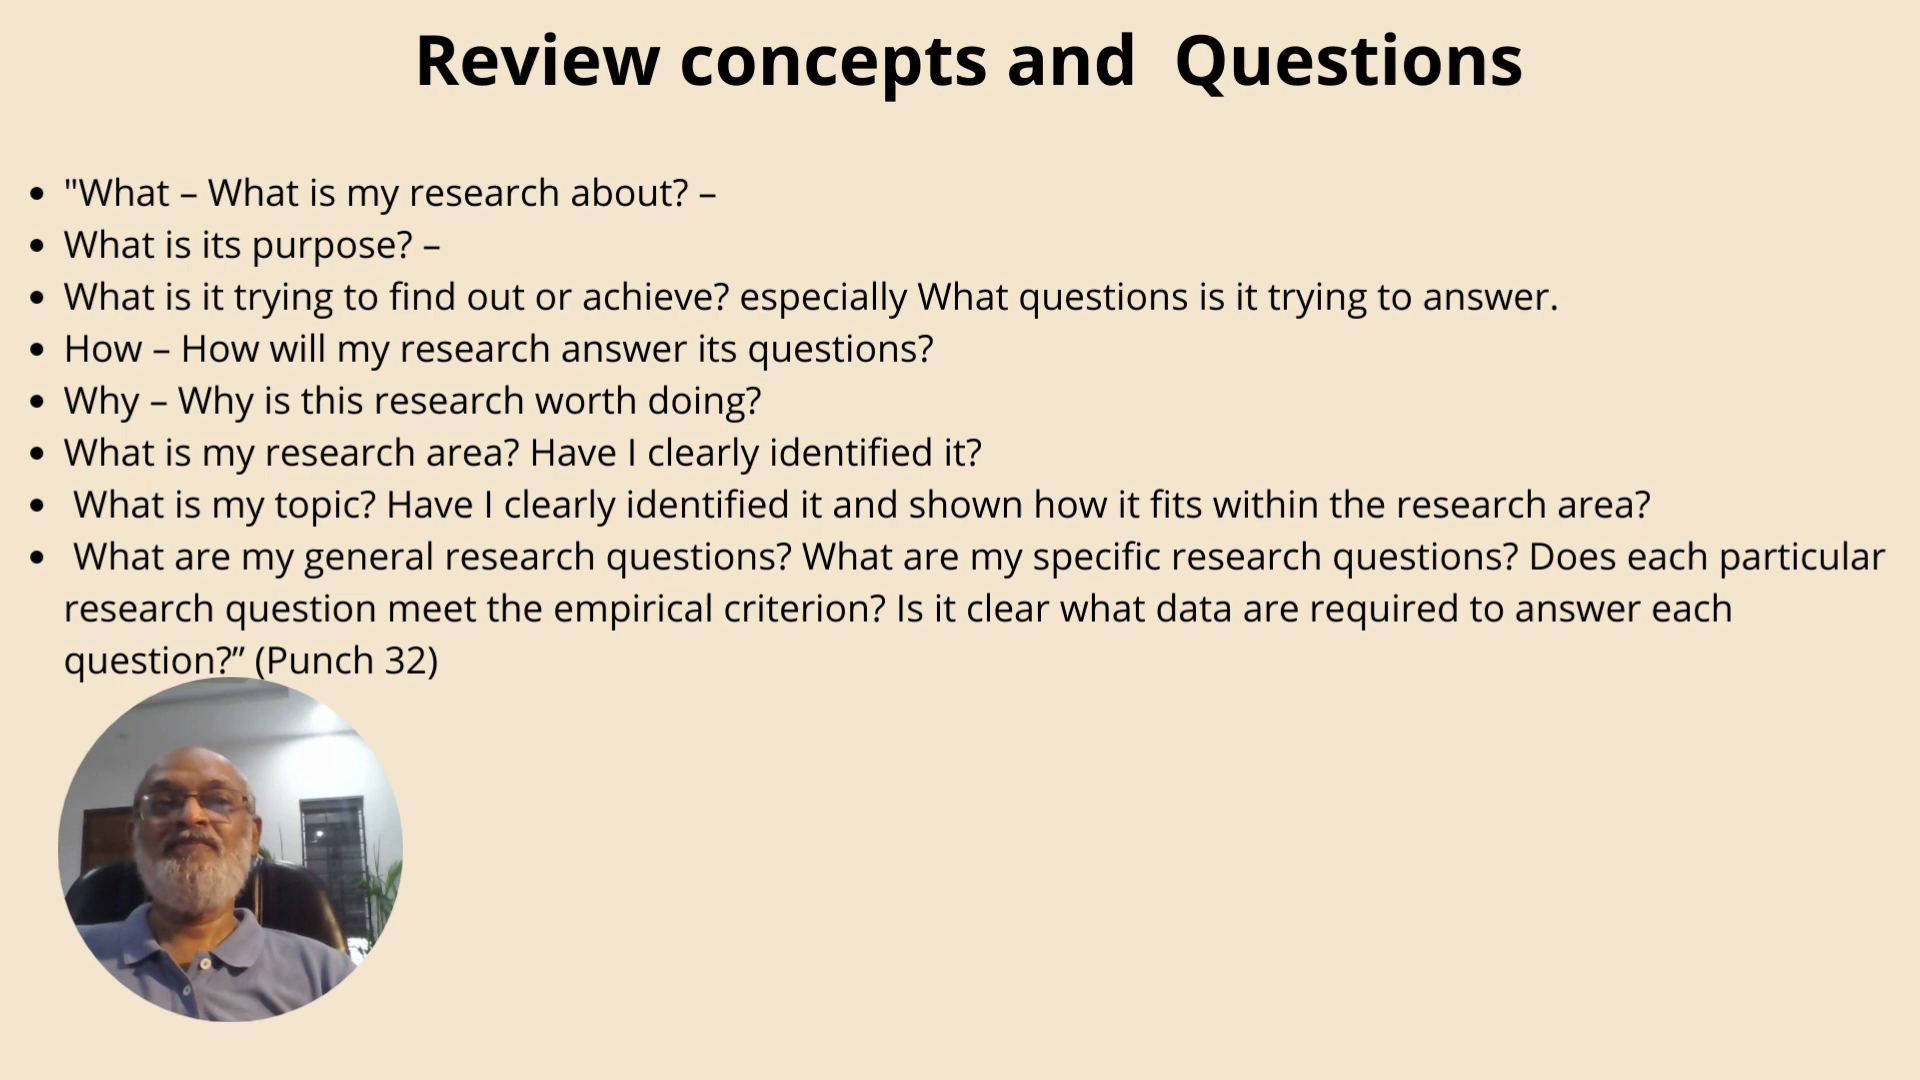 Review concepts and  Questions
• "What – What is my research about? –
• What is its purpose? –
• What is it trying to find out or achieve? especially What questions is it trying to answer.
• How – How will my research answer its questions?
• Why – Why is this research worth doing?
• What is my research area? Have I clearly identified it?
•  What is my topic? Have I clearly identified it and shown how it fits within the research area?
•  What are my general research questions? What are my specific research questions? Does each particular
research question meet the empirical criterion? Is it clear what data are required to answer each
question?” (Punch 32)